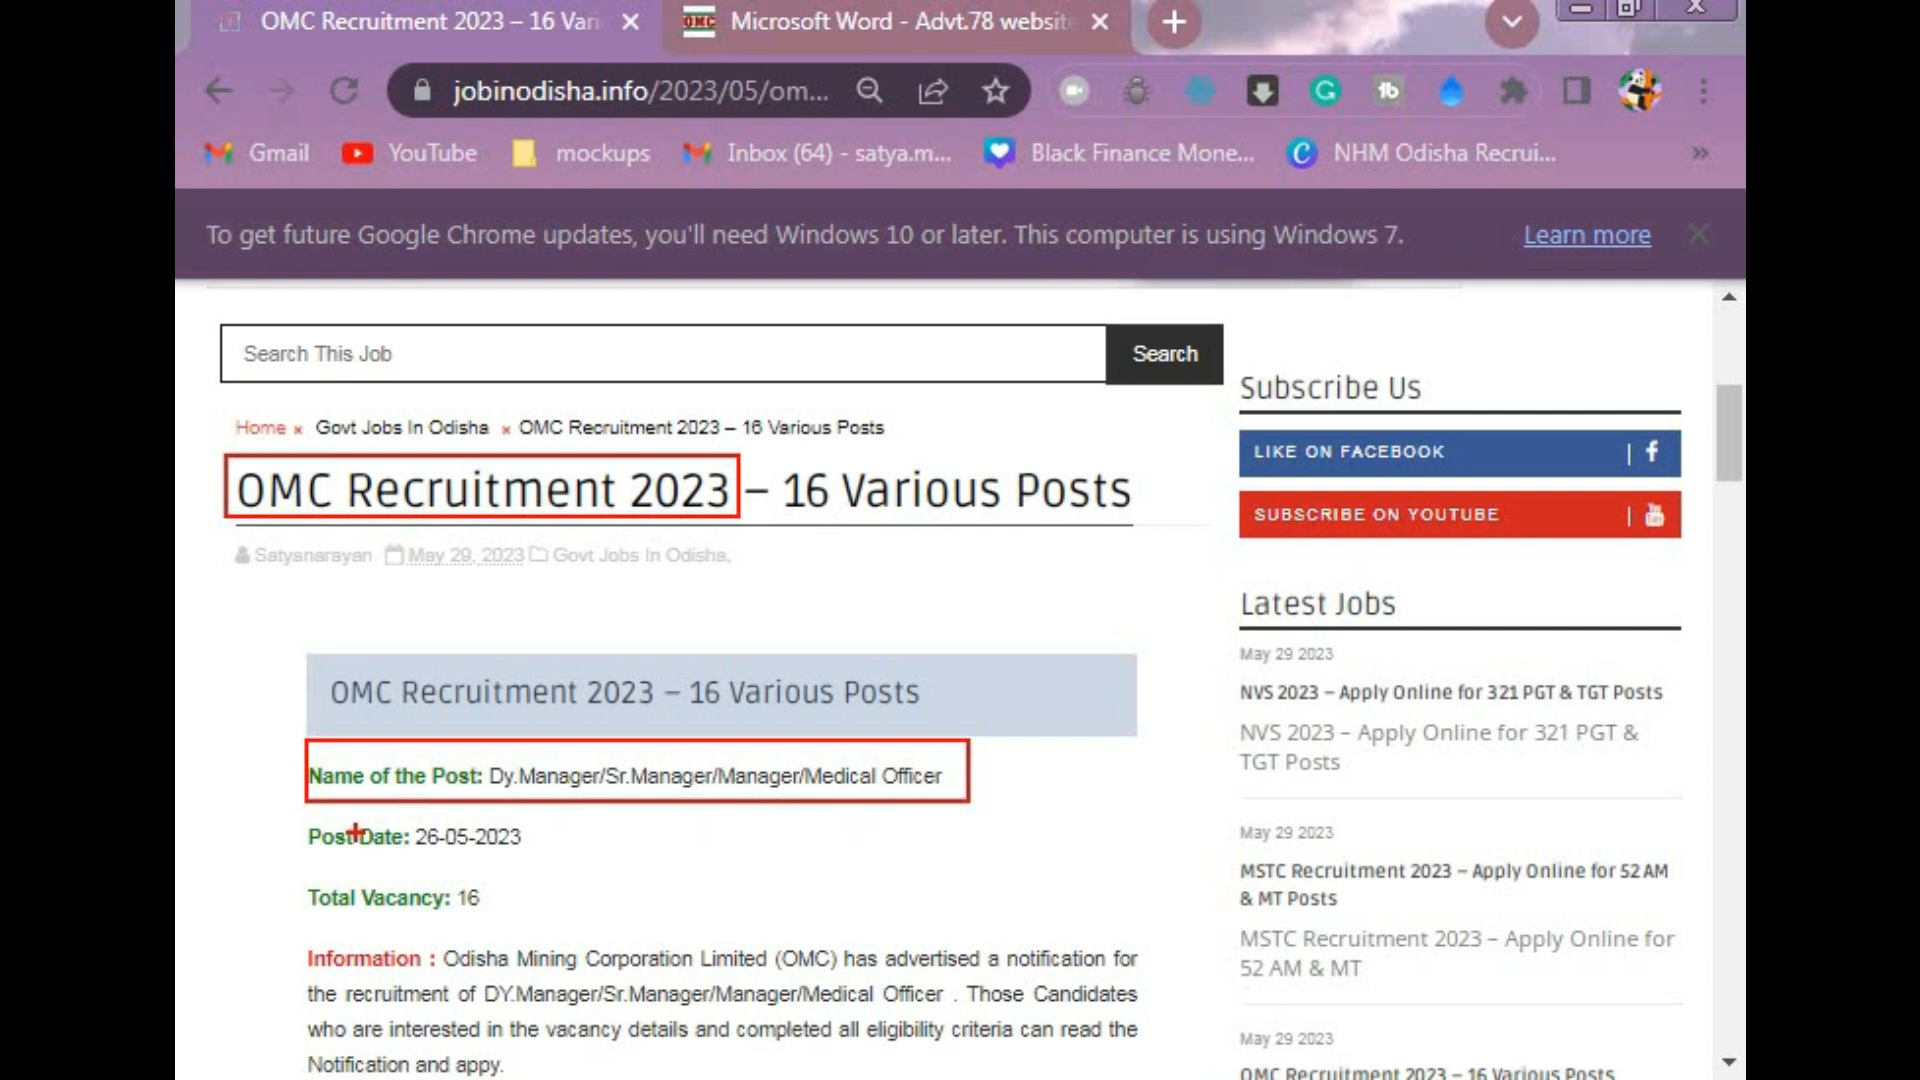 OMC Recruitment 2023 – 16 Vari
Microsoft Word - Advt.78 website
jobinodisha.info/2023/05/om...
Gmail
YouTube
mockups
Inbox (64) - satya.m...
Black Finance Mone...
NHM Odisha Recrui...
To get future Google Chrome updates, you'll need Windows 10 or later. This computer is using Windows 7.
Learn more
Search This Job
Search
Home × Govt Jobs In Odisha × OMC Recruitment 2023 – 16 Various Posts
OMC Recruitment 2023 – 16 Various Posts
Satyanarayan May 29, 2023 Govt Jobs In Odisha,
OMC Recruitment 2023 – 16 Various Posts
Name of the Post: Dy.Manager/Sr.Manager/Manager/Medical Officer
Post Date: 26-05-2023
Total Vacancy: 16
Information : Odisha Mining Corporation Limited (OMC) has advertised a notification for
the recruitment of DY.Manager/Sr.Manager/Manager/Medical Officer . Those Candidates
who are interested in the vacancy details and completed all eligibility criteria can read the
Notification and appy.
Subscribe Us
LIKE ON FACEBOOK
SUBSCRIBE ON YOUTUBE
Latest Jobs
May 29 2023
NVS 2023 – Apply Online for 321 PGT & TGT Posts
NVS 2023 – Apply Online for 321 PGT &
TGT Posts
May 29 2023
MSTC Recruitment 2023 – Apply Online for 52 AM
& MT Posts
MSTC Recruitment 2023 – Apply Online for
52 AM & MT
May 29 2023
OMC Recruitment 2023 – 16 Various Posts